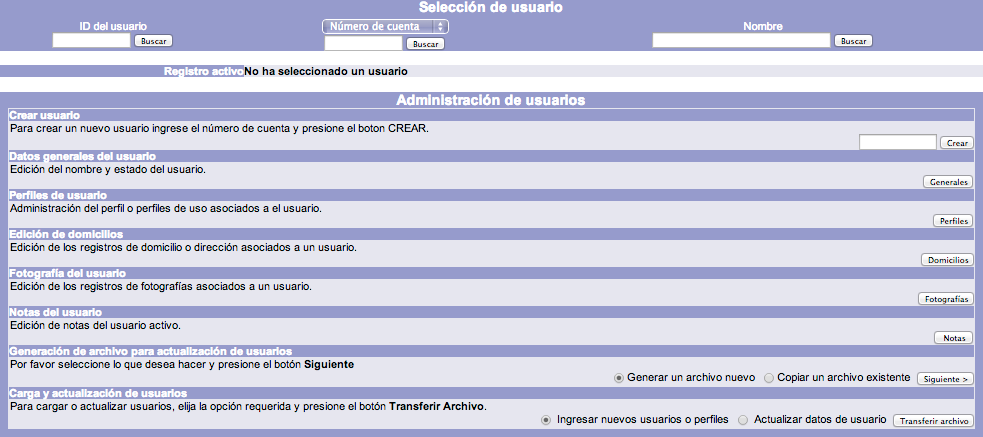 Selección de usuario
ID del usuario Número de cuenta Nombre
Buscar Buscar Buscar
Registro activo No ha seleccionado un usuario
Administración de usuarios
Crear usuario
Para crear un nuevo usuario ingrese el número de cuenta y presione el boton CREAR.
Crear
Datos generales del usuario
Edición del nombre y estado del usuario.
Generales
Perfiles de usuario
Administración del perfil o perfiles de uso asociados a el usuario.
Perfiles
Edición de domicilios
Edición de los registros de domicilio o dirección asociados a un usuario.
Domicilios
Fotografía del usuario
Edición de los registros de fotografías asociados a un usuario.
Fotografías
Notas del usuario
Edición de notas del usuario activo.
Notas
Generación de archivo para actualización de usuarios
Por favor seleccione lo que desea hacer y presione el botón Siguiente
Generar un archivo nuevo Copiar un archivo existente Siguiente >
Carga y actualización de usuarios
Para cargar o actualizar usuarios, elija la opción requerida y presione el botón Transferir Archivo.
Ingresar nuevos usuarios o perfiles Actualizar datos de usuario Transferir archivo